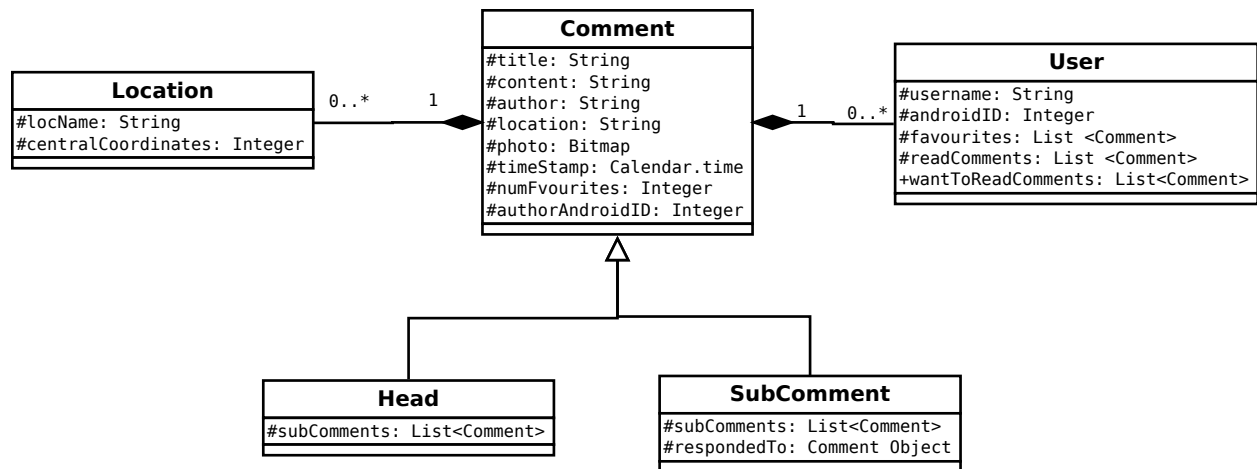 Comment
#title: String
#content: String
#author: String
#location: String
#photo: Bitmap
#timeStamp: Calendar.time
#numFvourites: Integer
#authorAndroidID: Integer
Location
#locName: String
#centralCoordinates: Integer
0..*
1
1
0..*
User
#username: String
#androidID: Integer
#favourites: List <Comment>
#readComments: List <Comment>
+wantToReadComments: List<Comment>
Head
#subComments: List<Comment>
SubComment
#subComments: List<Comment>
#respondedTo: Comment Object